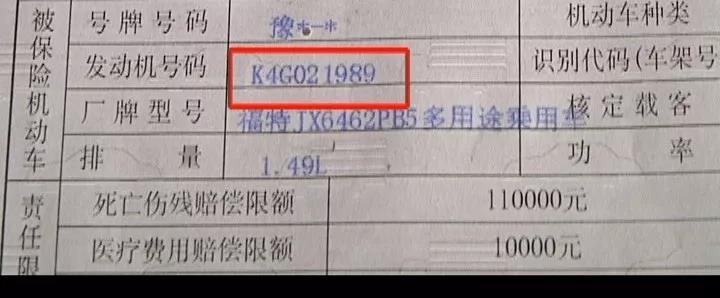 被保险机动车
号牌号码 豫*-* 机动车种类
发动机号码 K4G021989 识别代码(车架号
厂牌型号 福特JX6462PB5多用途乘用车 核定载客
排量 1.49L 功率
责任限
死亡伤残赔偿限额 110000元
医疗费用赔偿限额 10000元